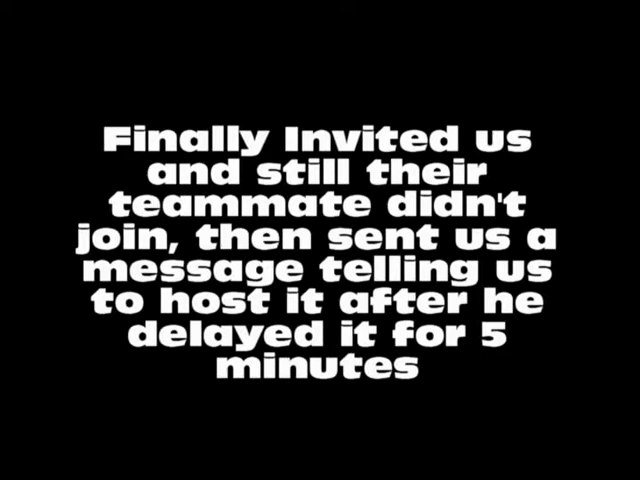 Finally Invited us
and still their
teammate didn't
join, then sent us a
message telling us
to host it after he
delayed it for 5
minutes